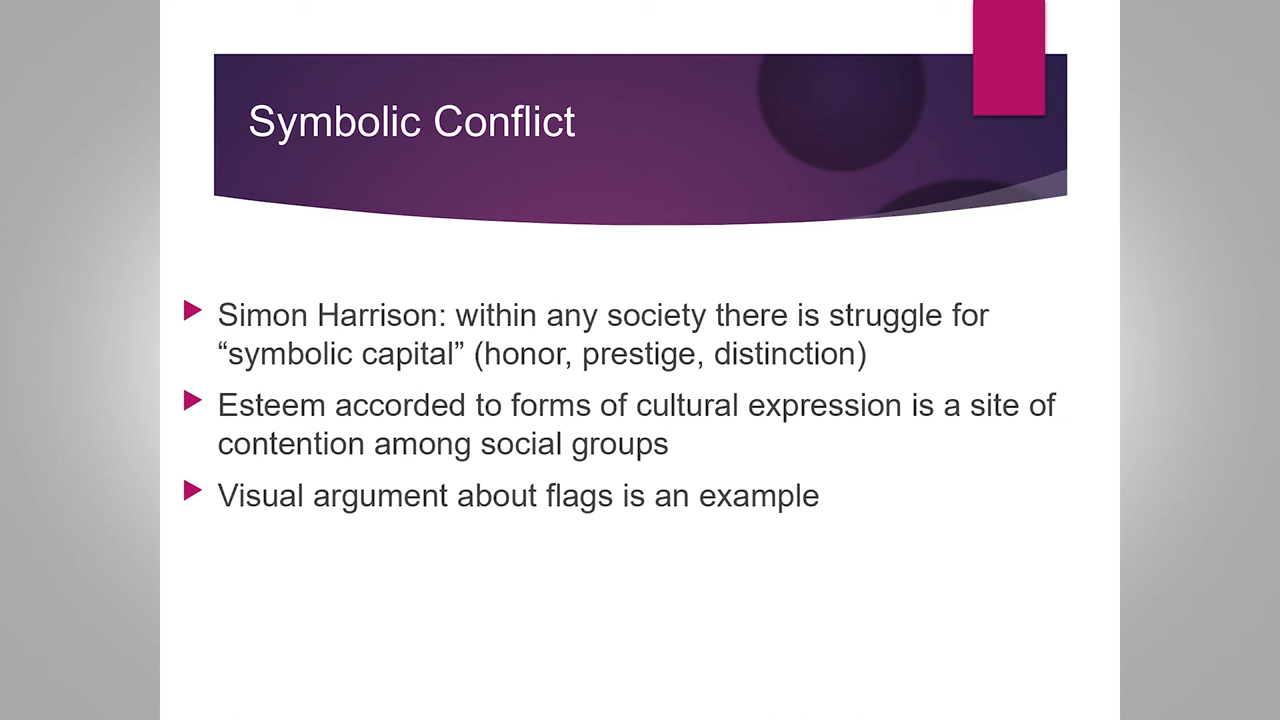 Symbolic Conflict
Simon Harrison: within any society there is struggle for
“symbolic capital” (honor, prestige, distinction)
Esteem accorded to forms of cultural expression is a site of
contention among social groups
Visual argument about flags is an example